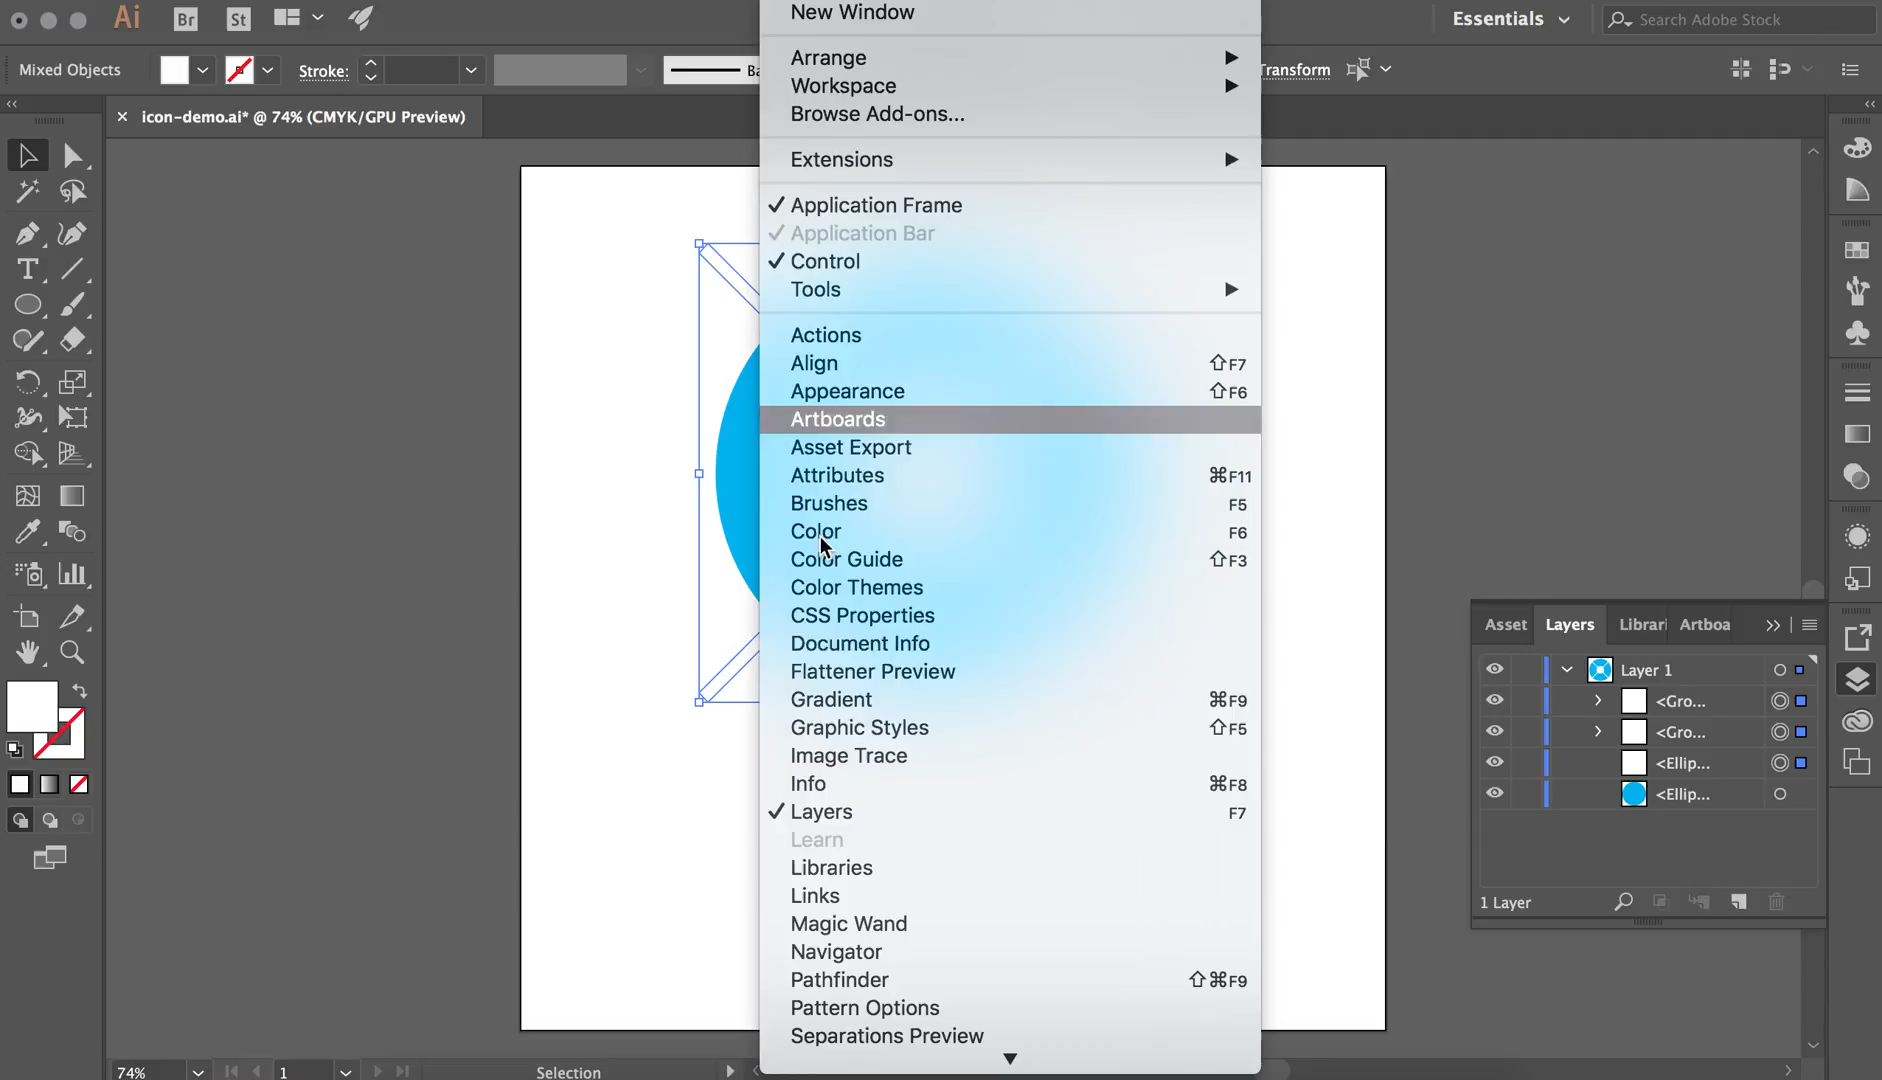 Ai
Br
St
Essentials
Search Adobe Stock
Mixed Objects
Stroke:
Ba
Transform
× icon-demo.ai* @ 74% (CMYK/GPU Preview)
New Window
Arrange
Workspace
Browse Add-ons...
Extensions
✓ Application Frame
✓ Application Bar
✓ Control
Tools
Actions
Align ⇧F7
Appearance ⇧F6
Artboards
Asset Export
Attributes ⌘F11
Brushes F5
Color F6
Color Guide ⇧F3
Color Themes
CSS Properties
Document Info
Flattener Preview
Gradient ⌘F9
Graphic Styles ⇧F5
Image Trace
Info ⌘F8
✓ Layers F7
Learn
Libraries
Links
Magic Wand
Navigator
Pathfinder ⇧⌘F9
Pattern Options
Separations Preview
Asset Layers Librari Artboa
Layer 1
<Gro...
<Gro...
<Ellip...
<Ellip...
1 Layer
74%
1
Selection